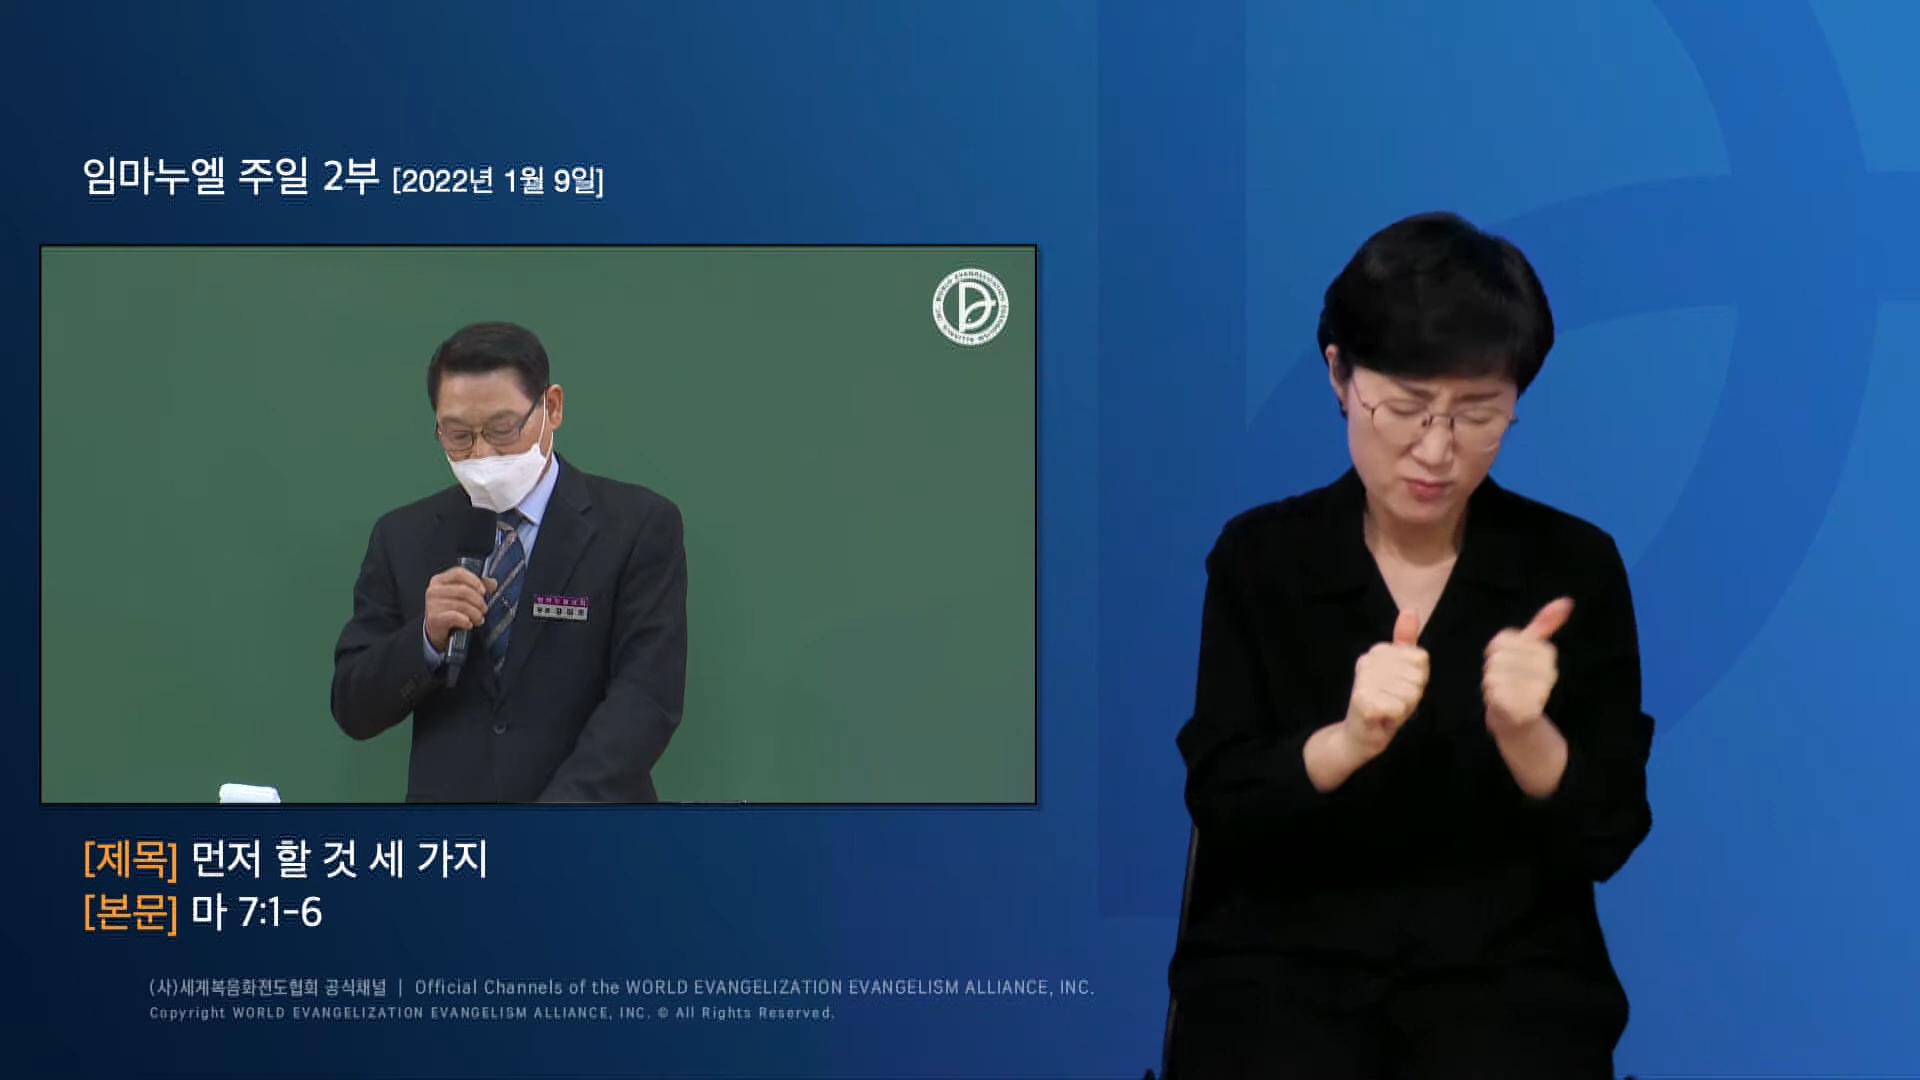 임마누엘 주일 2부 [2022년 1월 9일]
[제목] 먼저 할 것 세 가지
[본문] 마 7:1-6
(사)세계복음화전도협회 공식채널 | Official Channels of the WORLD EVANGELIZATION EVANGELISM ALLIANCE, INC.
Copyright WORLD EVANGELIZATION EVANGELISM ALLIANCE, INC. © All Rights Reserved.